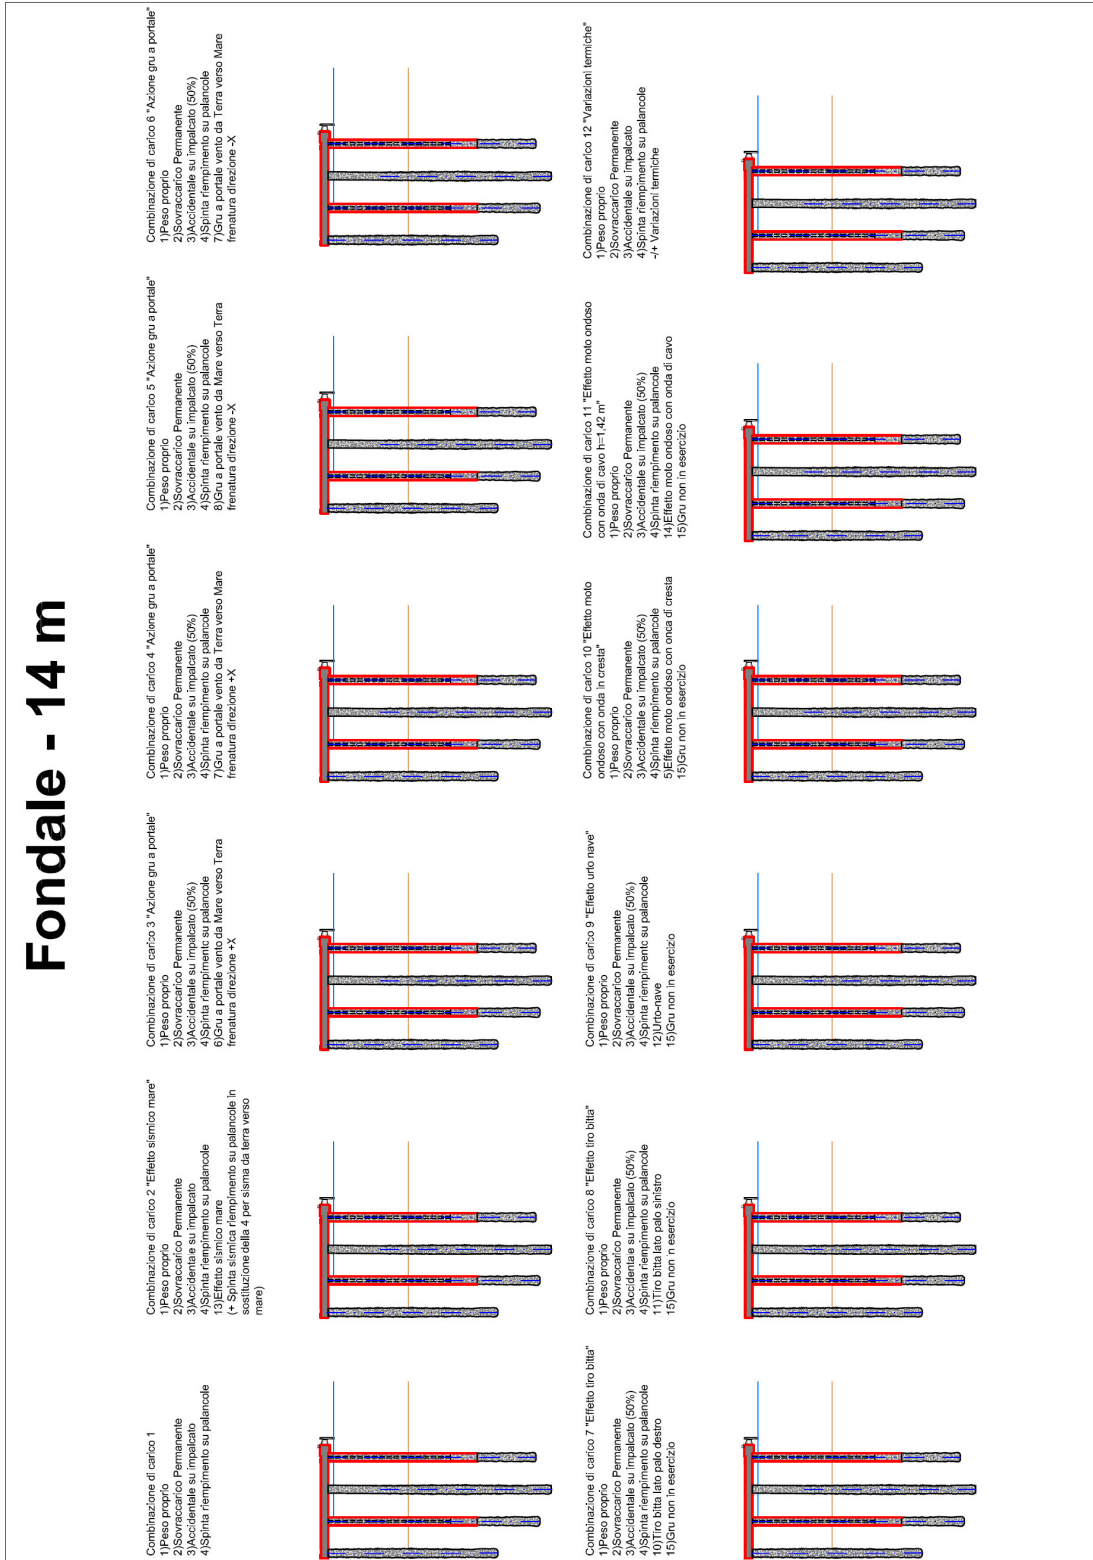 Fondale - 14 m
Combinazione di carico 1
1)Peso proprio
2)Sovraccarico Permanente
3)Accidentale su impalcato
4)Spinta riempimento su palancole
Combinazione di carico 2 "Effetto sismico mare"
1)Peso proprio
2)Sovraccarico Permanente
3)Accidentale su impalcato
4)Spinta riempimento su palancole
13)Effetto sismico mare
(+ Spinta sismica riempimento su palancole in
sostituzione della 4 per sisma da terra verso
mare)
Combinazione di carico 3 "Azione gru a portale"
1)Peso proprio
2)Sovraccarico Permanente
3)Accidentale su impalcato (50%)
4)Spinta riempimento su palancole
6)Gru a portale vento da Mare verso Terra
frenatura direzione +X
Combinazione di carico 4 "Azione gru a portale"
1)Peso proprio
2)Sovraccarico Permanente
3)Accidentale su impalcato (50%)
4)Spinta riempimento su palancole
7)Gru a portale vento da Terra verso Mare
frenatura direzione +X
Combinazione di carico 5 "Azione gru a portale"
1)Peso proprio
2)Sovraccarico Permanente
3)Accidentale su impalcato (50%)
4)Spinta riempimento su palancole
8)Gru a portale vento da Mare verso Terra
frenatura direzione -X
Combinazione di carico 6 "Azione gru a portale"
1)Peso proprio
2)Sovraccarico Permanente
3)Accidentale su impalcato (50%)
4)Spinta riempimento su palancole
7)Gru a portale vento da Terra verso Mare
frenatura direzione -X
Combinazione di carico 7 "Effetto tiro bitta"
1)Peso proprio
2)Sovraccarico Permanente
3)Accidentale su impalcato (50%)
4)Spinta riempimento su palancole
10)Tiro bitta lato palo destro
15)Gru non in esercizio
Combinazione di carico 8 "Effetto tiro bitta"
1)Peso proprio
2)Sovraccarico Permanente
3)Accidentale su impalcato (50%)
4)Spinta riempimento su palancole
11)Tiro bitta lato palo sinistro
15)Gru non n esercizio
Combinazione di carico 9 "Effetto urto nave"
1)Peso proprio
2)Sovraccarico Permanente
3)Accidentale su impalcato (50%)
4)Spinta riempimento su palancole
12)Urto-nave
15)Gru non in esercizio
Combinazione di carico 10 "Effetto moto
ondoso con onda in cresta"
1)Peso proprio
2)Sovraccarico Permanente
3)Accidentale su impalcato (50%)
4)Spinta riempimento su palancole
5)Effetto moto ondoso con onca di cresta
15)Gru non in esercizio
Combinazione di carico 11 "Effetto moto ondoso
con onda di cavo h=1,42 m"
1)Peso proprio
2)Sovraccarico Permanente
3)Accidentale su impalcato (50%)
4)Spinta riempimento su palancole
14)Effetto moto ondoso con onda di cavo
15)Gru non in esercizio
Combinazione di carico 12 "Variazioni termiche"
1)Peso proprio
2)Sovraccarico Permanente
3)Accidentale su impalcato
4)Spinta riempimento su palancole
-/+ Variazioni termiche